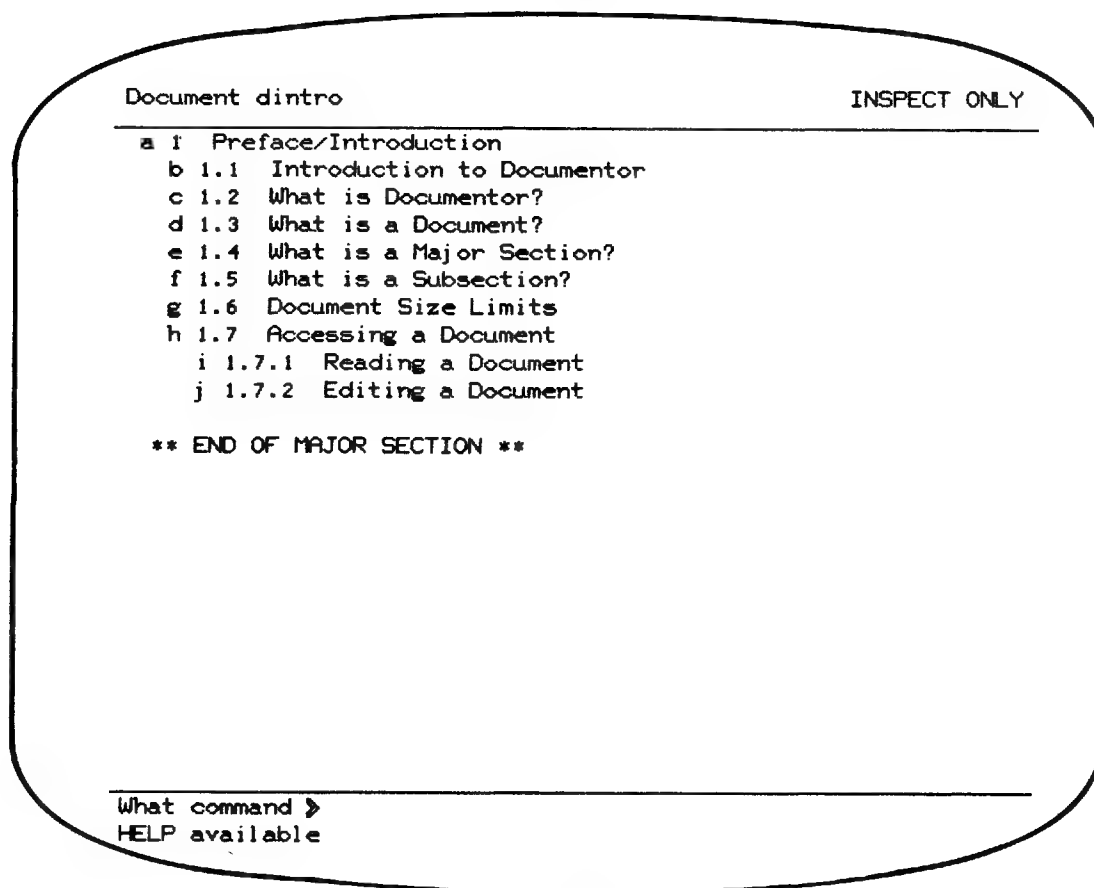 Document dintro INSPECT ONLY
a 1 Preface/Introduction
b 1.1 Introduction to Documentor
c 1.2 What is Documentor?
d 1.3 What is a Document?
e 1.4 What is a Major Section?
f 1.5 What is a Subsection?
g 1.6 Document Size Limits
h 1.7 Accessing a Document
i 1.7.1 Reading a Document
j 1.7.2 Editing a Document
** END OF MAJOR SECTION **
What command >
HELP available